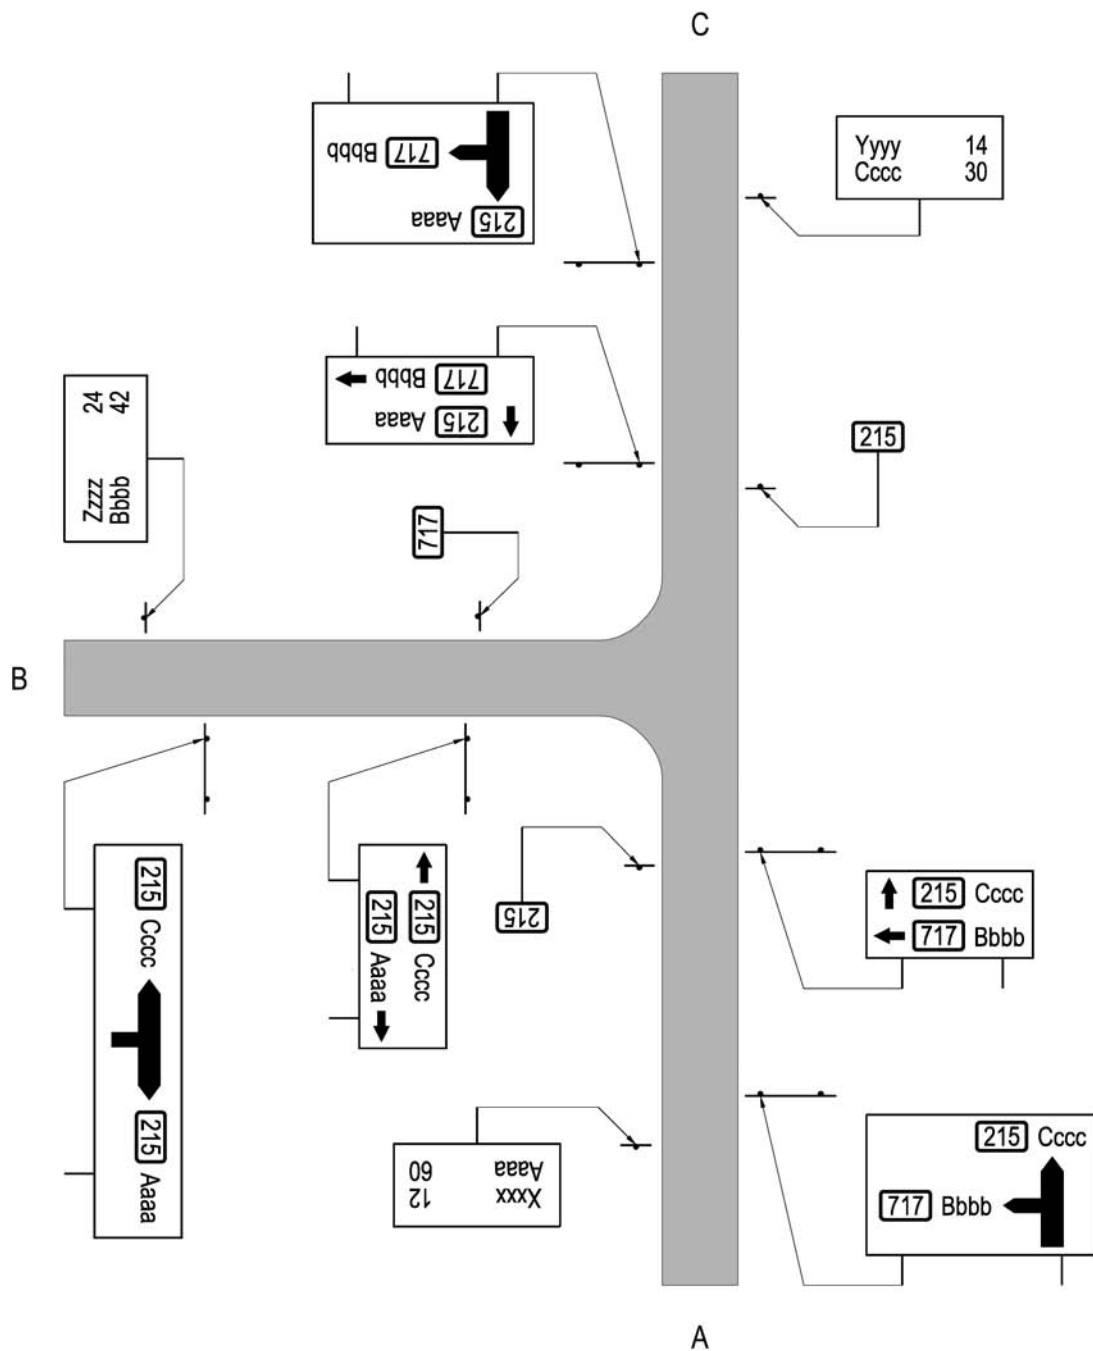 C
717 Bbbb
215 Aaaa
Yyyy 14
Cccc 30
717 Bbbb
215 Aaaa
Zzzz 24
Bbbb 42
215
717
B
215 Cccc
215 Aaaa
215 Cccc
215 Aaaa
215
215 Cccc
717 Bbbb
Xxxx 12
Aaaa 60
215 Cccc
717 Bbbb
A